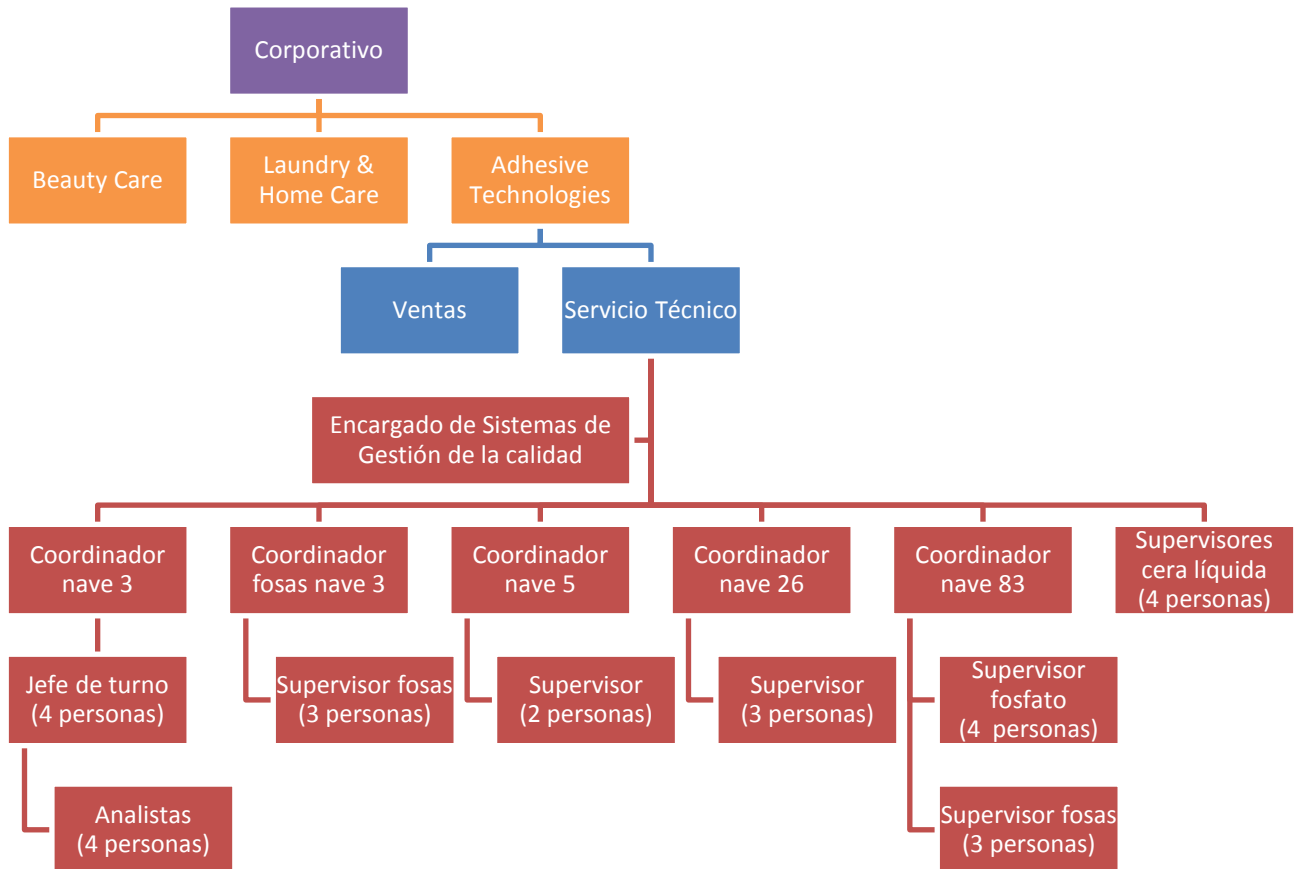 Corporativo
Beauty Care
Laundry &
Home Care
Adhesive
Technologies
Ventas
Servicio Técnico
Encargado de Sistemas de
Gestión de la calidad
Coordinador
nave 3
Coordinador
fosas nave 3
Coordinador
nave 5
Coordinador
nave 26
Coordinador
nave 83
Supervisores
cera líquida
(4 personas)
Jefe de turno
(4 personas)
Supervisor fosas
(3 personas)
Supervisor
(2 personas)
Supervisor
(3 personas)
Supervisor
fosfato
(4 personas)
Analistas
(4 personas)
Supervisor fosas
(3 personas)